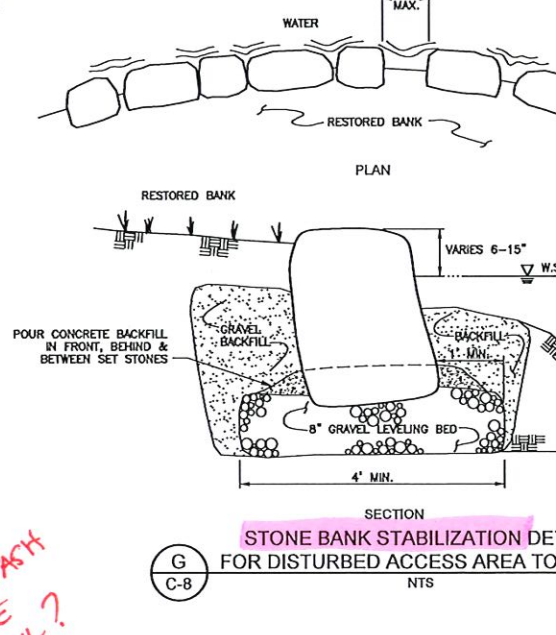 MAX.
WATER
RESTORED BANK
PLAN
RESTORED BANK
VARIES 6-15"
W.S
POUR CONCRETE BACKFILL
IN FRONT, BEHIND &
BETWEEN SET STONES
GRAVEL
BACKFILL
BACKFILL
1' MIN.
8" GRAVEL LEVELING BED
4' MIN.
SECTION
STONE BANK STABILIZATION DE
FOR DISTURBED ACCESS AREA TO
NTS
G
C-8
ASH